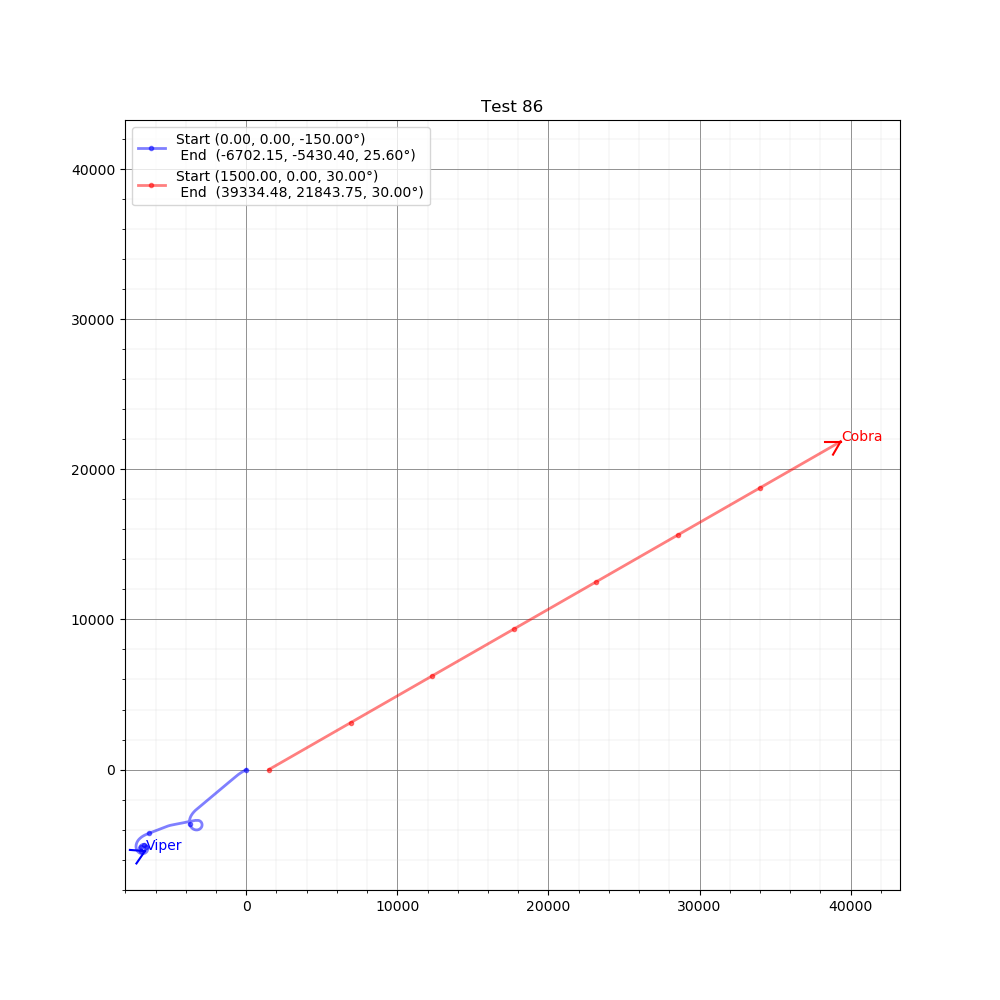 Test 86
Start (0.00, 0.00, -150.00°)
End  (-6702.15, -5430.40, 25.60°)
Start (1500.00, 0.00, 30.00°)
End  (39334.48, 21843.75, 30.00°)
40000
30000
20000
10000
0
Cobra
Viper
0
10000
20000
30000
40000